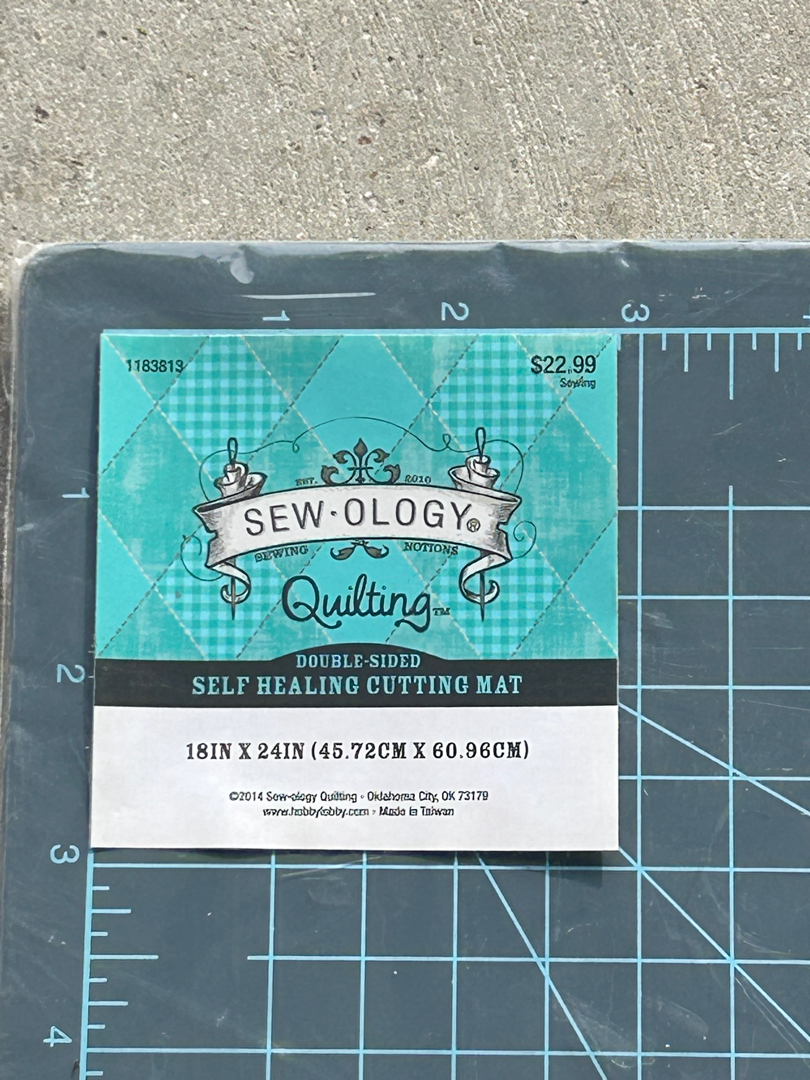 1 2 3
1183813 $22.99
Sewing
EST. 2010
SEW·OLOGY®
SEWING NOTIONS
Quilting™
1
2
DOUBLE-SIDED
SELF HEALING CUTTING MAT
18IN X 24IN (45.72CM X 60.96CM)
©2014 Sew-ology Quilting • Oklahoma City, OK 73179
www.hobbylobby.com • Made in Taiwan
3
4